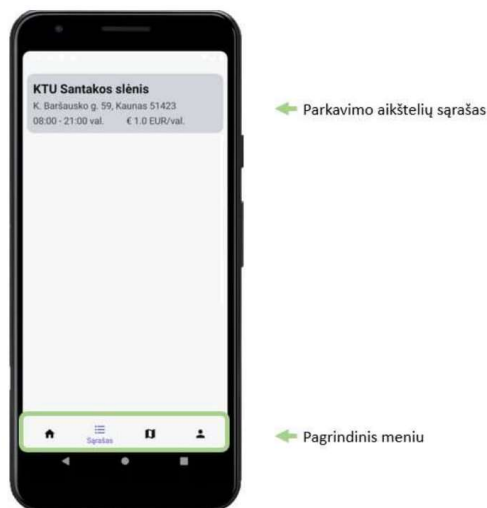 KTU Santakos slėnis
K. Baršausko g. 59, Kaunas 51423
08:00 - 21:00 val. € 1.0 EUR/val.
Parkavimo aikštelių sąrašas
Sąrašas
Pagrindinis meniu